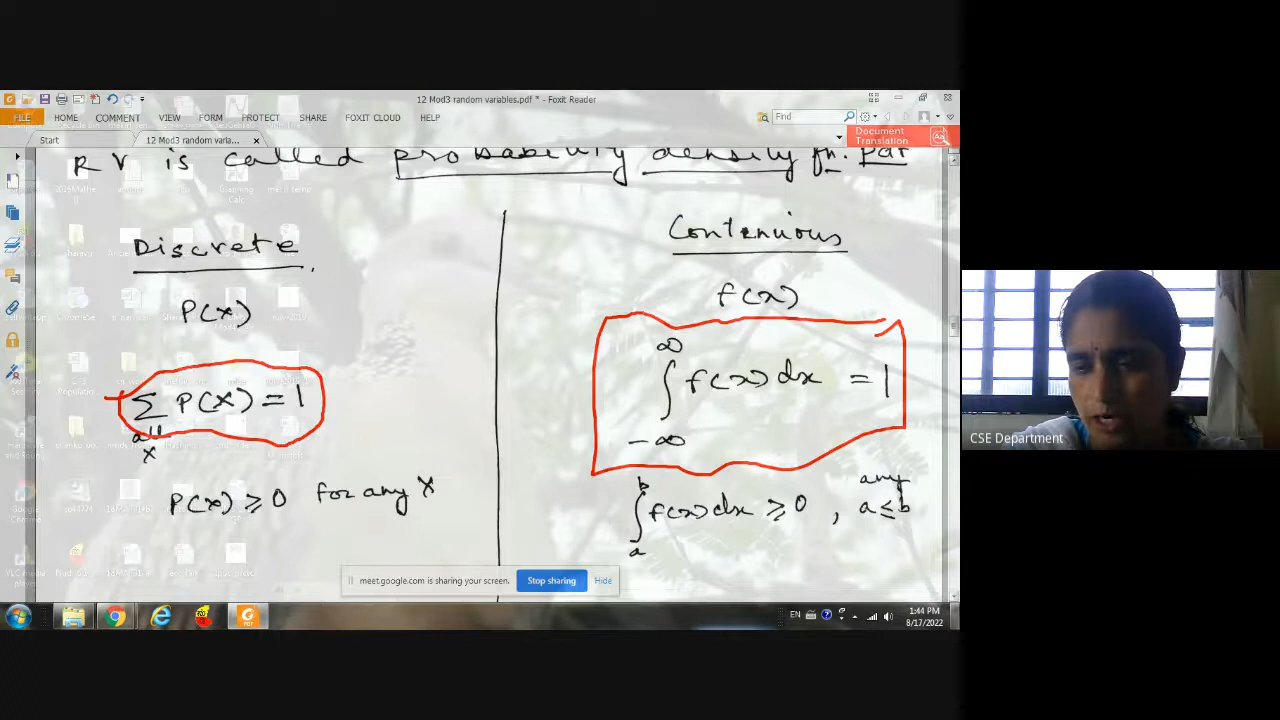 12 Mod3 random variables.pdf * - Foxit Reader
FILE HOME COMMENT VIEW FORM PROTECT SHARE FOXIT CLOUD HELP
Find
Start 12 Mod3 random varia...
Document Translation
R V is called probability density fn. pdf
Discrete
P(x)
∑ P(x) = 1
all
x
P(x) ≥ 0 for any x
Contenuious
f(x)
∞
∫ f(x) dx = 1
-∞
b
∫ f(x) dx ≥ 0 , any a ≤ b
a
CSE Department
meet.google.com is sharing your screen. Stop sharing Hide
EN
1:44 PM
8/17/2022